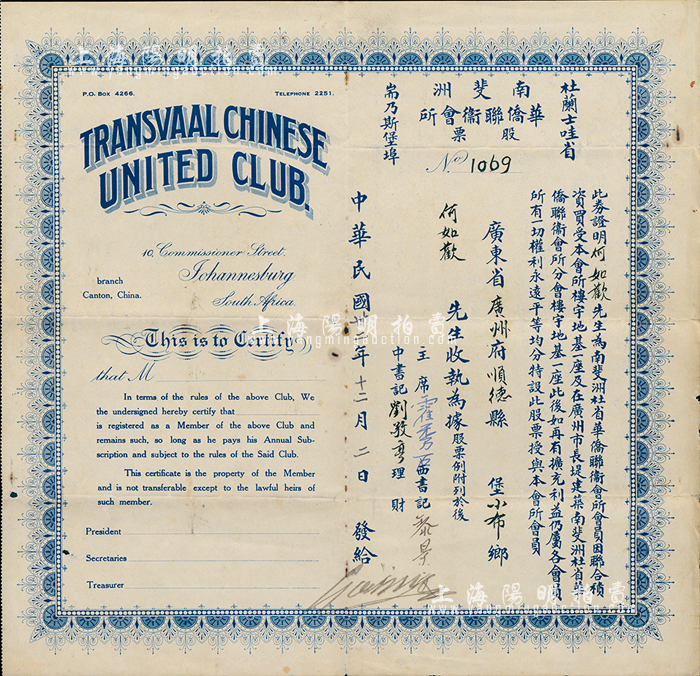 P.O. BOX 4266.
TELEPHONE 2251.
TRANSVAAL CHINESE
UNITED CLUB.
10, Commissioner Street.
Johannesburg
South Africa
branch
Canton, China.
This is to Certify
that M
In terms of the rules of the above Club, We
the undersigned hereby certify that
is registered as a Member of the above Club and
remains such, so long as he pays his Annual Sub-
scription and subject to the rules of the Said Club.
This certificate is the property of the Member
and is not transferable except to the lawful heirs of
such member.
President
Secretaries
Treasurer
杜蘭士哇省
南斐洲
華僑聯衛會所
股票
耑乃斯堡埠
No 1069
此券證明何如歡先生為南斐洲杜省華僑聯衛會所會員因聯合積
資買受本會所樓宇地基一座及在廣州市長堤建築南斐洲杜省華
僑聯衛會所分會樓宇地基一座此後如再有擴充利益仍屬各會員
所有一切權利永遠平等均分特設此股票授與本會所會員
廣東省廣州府順德縣 堡小布鄉
何如歡 先生收執為據股票例附列於後
主席霍 西書記黎景
中書記劉毅 理財
中華民國廿二年十二月二日發給
上海陽明拍賣